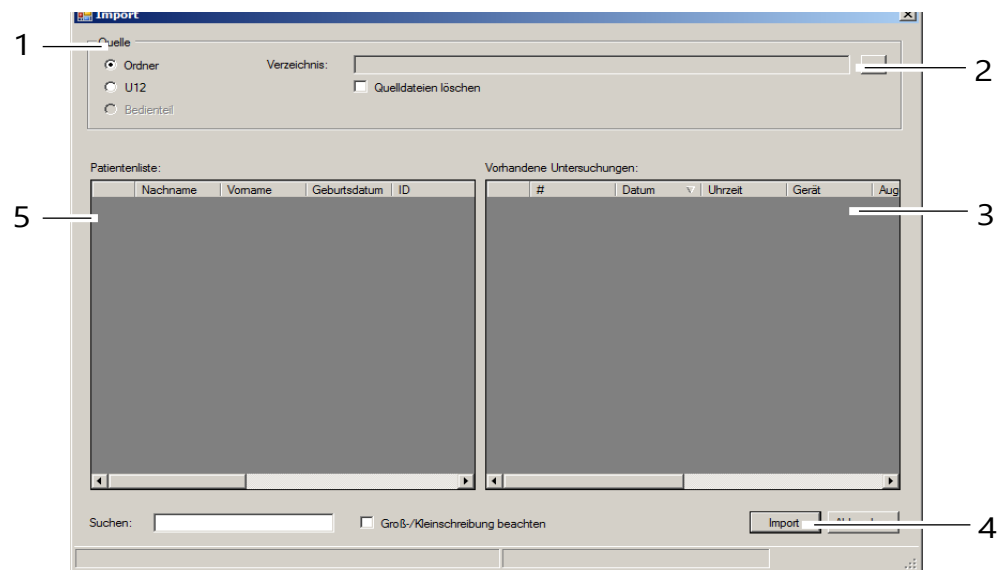 Import
1
Quelle
Ordner
Verzeichnis:
2
U12
Quelldateien löschen
Bedienteil
Patientenliste:
Vorhandene Untersuchungen:
Nachname Vorname Geburtsdatum ID
# Datum Uhrzeit Gerät Aug
5
3
Suchen:
Groß-/Kleinschreibung beachten
Import
4